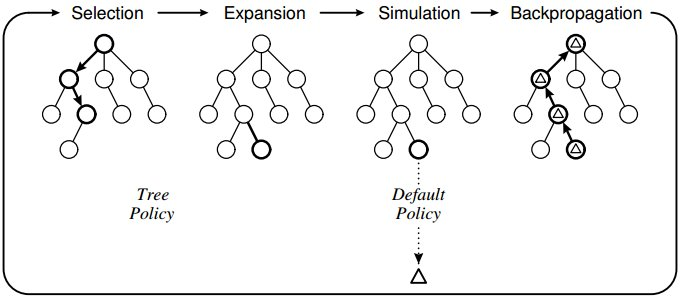 Selection
Expansion
Simulation
Backpropagation
Tree
Policy
Default
Policy